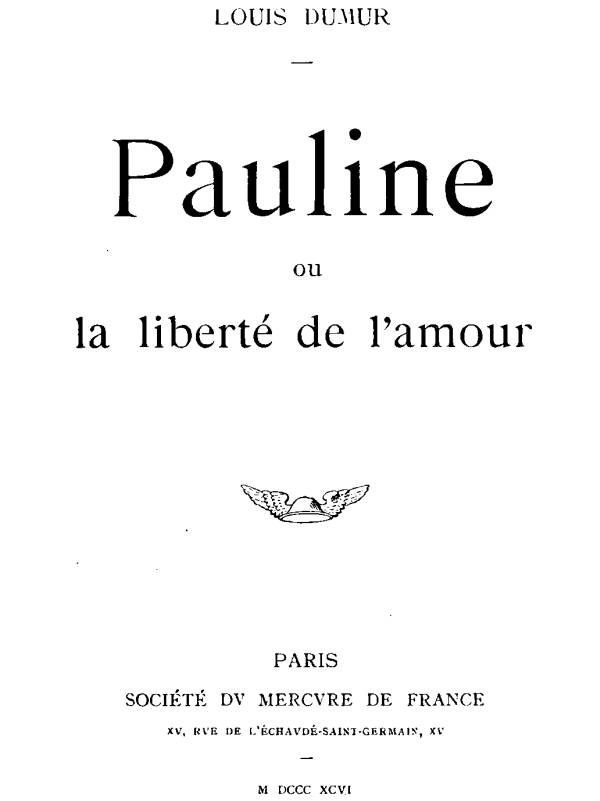 LOUIS DUMUR
Pauline
ou
la liberté de l'amour
PARIS
SOCIÉTÉ DV MERCVRE DE FRANCE
XV, RVE DE L'ÉCHAVDÉ-SAINT-GERMAIN, XV
M DCCC XCVI